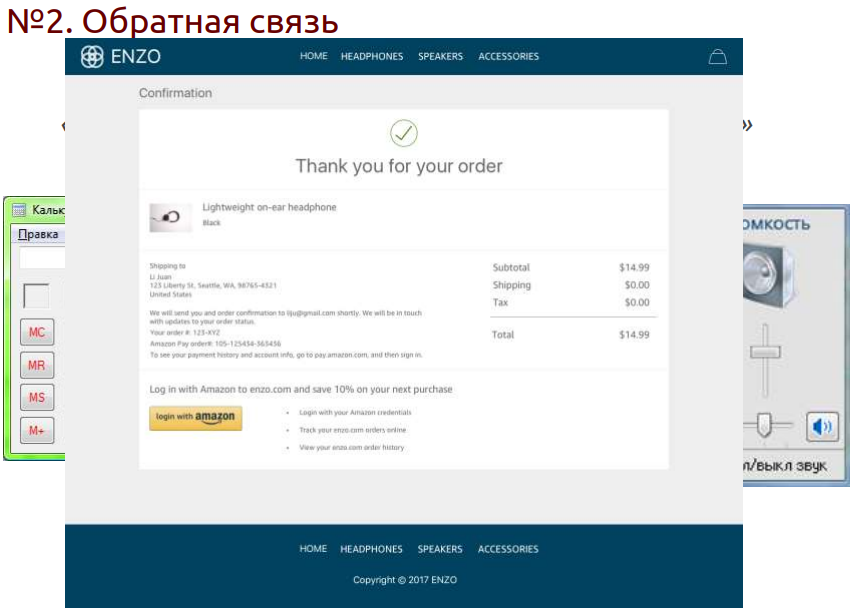 №2. Обратная связь
ENZO
HOME HEADPHONES SPEAKERS ACCESSORIES
Confirmation
«
»
Thank you for your order
Lightweight on-ear headphone
Black
Shipping to
Li Juan
123 Liberty St. Seattle, WA, 98765-4321
United States
We will send you and order confirmation to liju@gmail.com shortly. We will be in touch
with updates to your order status.
Your order #: 123-XYZ
Amazon Pay order#: 105-125434-363436
To see your payment history and account info, go to pay.amazon.com, and then sign in.
Subtotal $14.99
Shipping $0.00
Tax $0.00
Total $14.99
Log in with Amazon to enzo.com and save 10% on your next purchase
login with amazon
• Login with your Amazon credentials
• Track your enzo.com orders online
• View your enzo.com order history
HOME HEADPHONES SPEAKERS ACCESSORIES
Copyright © 2017 ENZO
Кальк
Правка
MC
MR
MS
M+
омкость
л/выкл звук